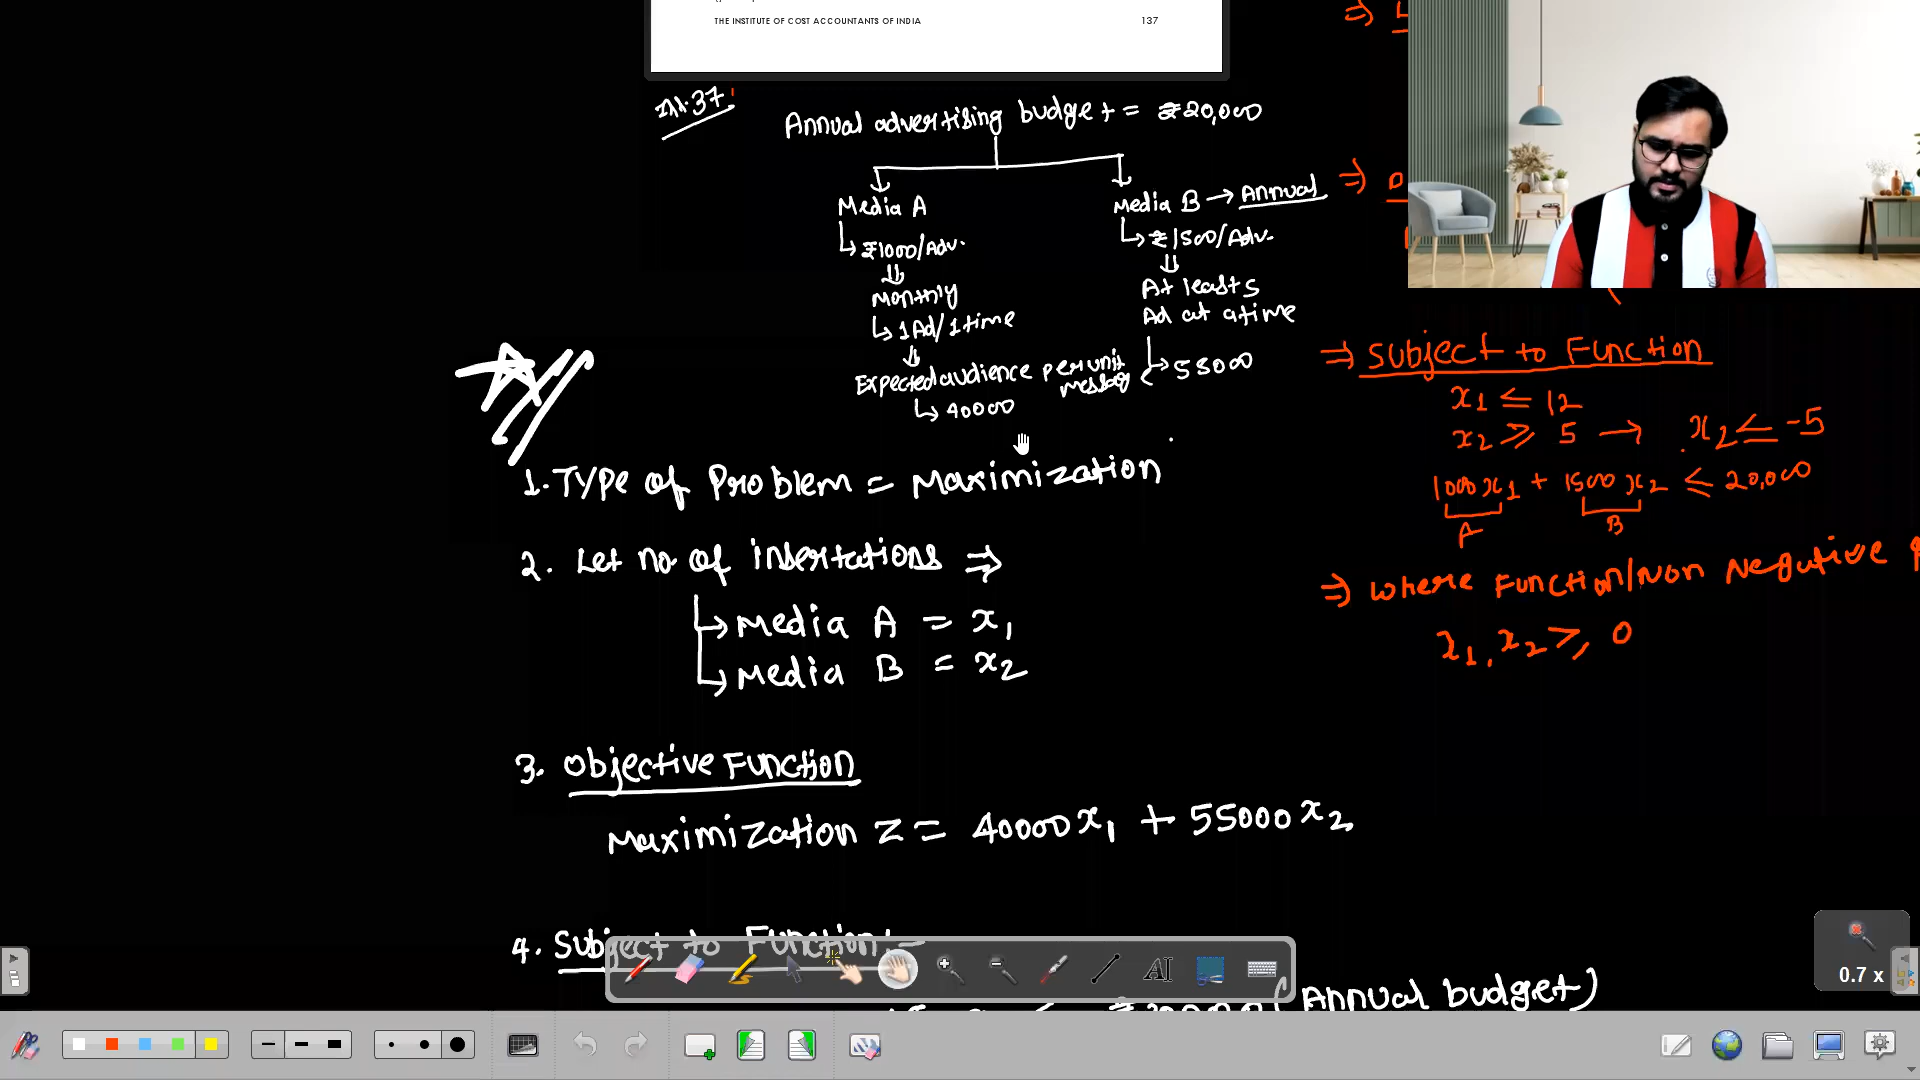 THE INSTITUTE OF COST ACCOUNTANTS OF INDIA 137
Ill.37
Annual advertising budget = ₹20,000
Media A
₹1000/Adv.
Monthly
1Ad/1time
Expected audience per unit message
40000
Media B → Annual
₹1500/Adv.
At least 5
Ad at a time
55000
1. Type of Problem = Maximization
2. Let no of insertations ⇒
Media A = x₁
Media B = x₂
3. Objective Function
Maximization Z = 40000x₁ + 55000x₂
4. Subject to Function :-
(Annual budget)
⇒ Subject to Function
x₁ ≤ 12
x₂ ≥ 5 → x₂ ≤ -5
1000x₁ + 1500x₂ ≤ 20,000
A B
⇒ Where Function/Non Negative
x₁, x₂ ≥ 0
0.7 x